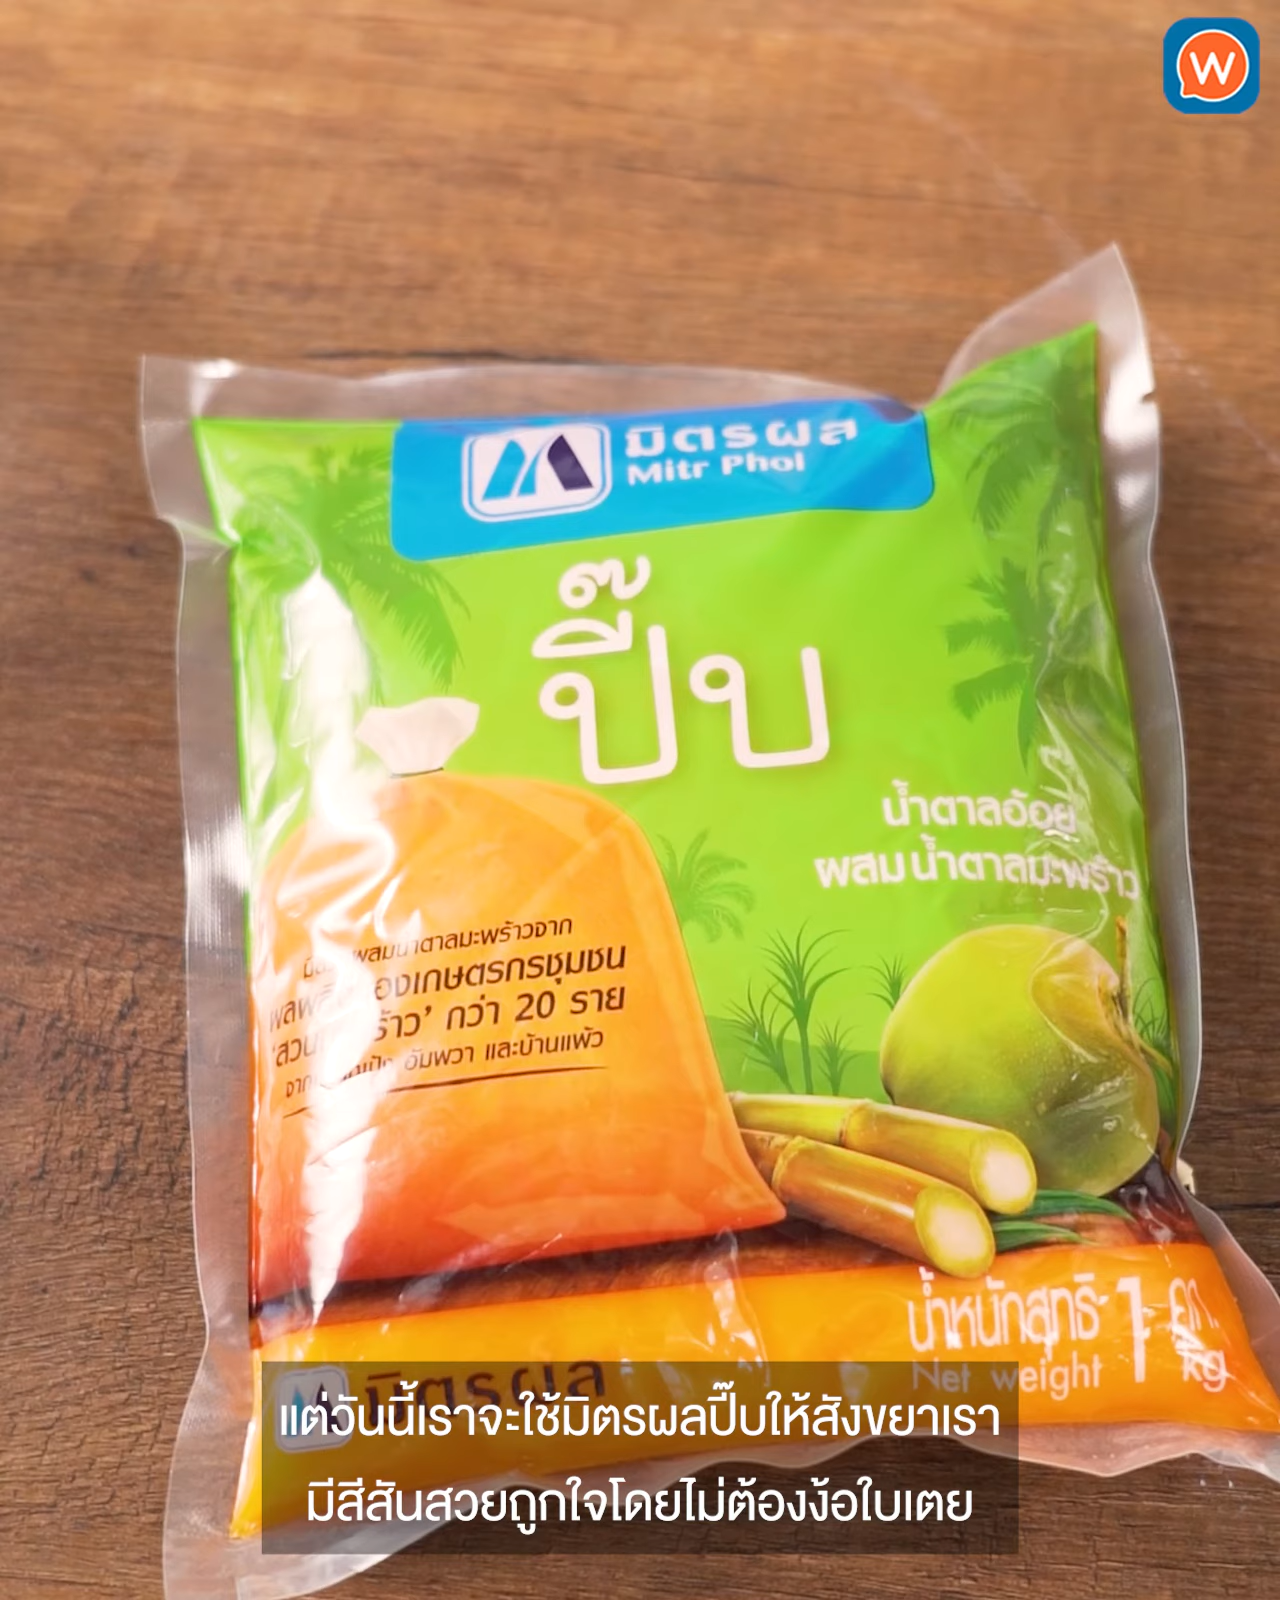 W
มิตรผล
Mitr Phol
ปี๊บ
น้ำตาลอ้อย
ผสมน้ำตาลมะพร้าว
ผสมน้ำตาลมะพร้าวจาก
องเกษตรกรชุมชน
กว่า 20 ราย
อัมพวา และบ้านแพ้ว
น้ำหนักสุทธิ 1 กก.
Net weight kg
มิตรผล
แต่วันนี้เราจะใช้มิตรผลปี๊บให้สังขยาเรา
มีสีสันสวยถูกใจโดยไม่ต้องง้อใบเตย